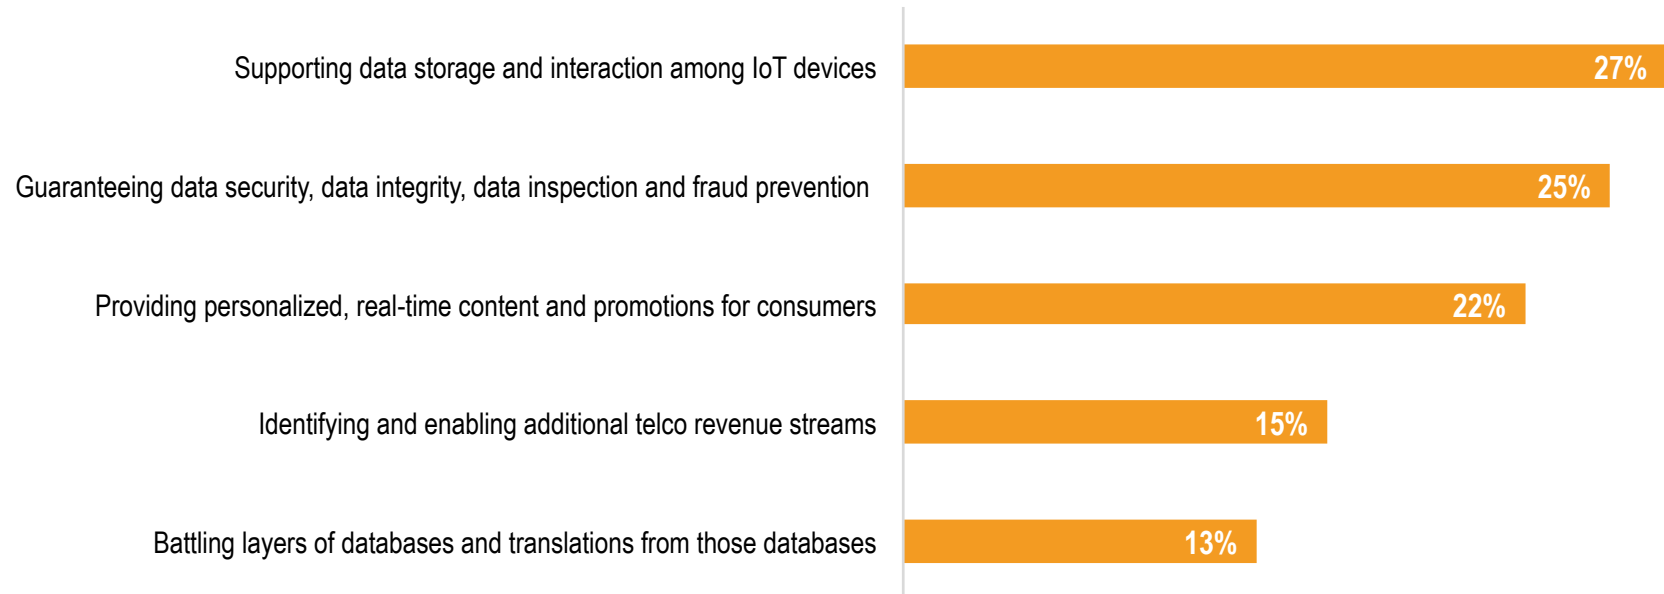 Supporting data storage and interaction among IoT devices 27%
Guaranteeing data security, data integrity, data inspection and fraud prevention 25%
Providing personalized, real-time content and promotions for consumers 22%
Identifying and enabling additional telco revenue streams 15%
Battling layers of databases and translations from those databases 13%